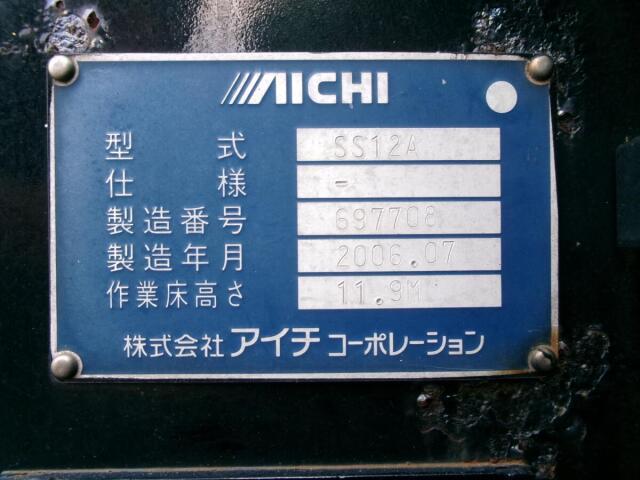 AICHI
型式 SS12A
仕様 -
製造番号 697708
製造年月 2006.07
作業床高さ 11.9M
株式会社アイチコーポレーション